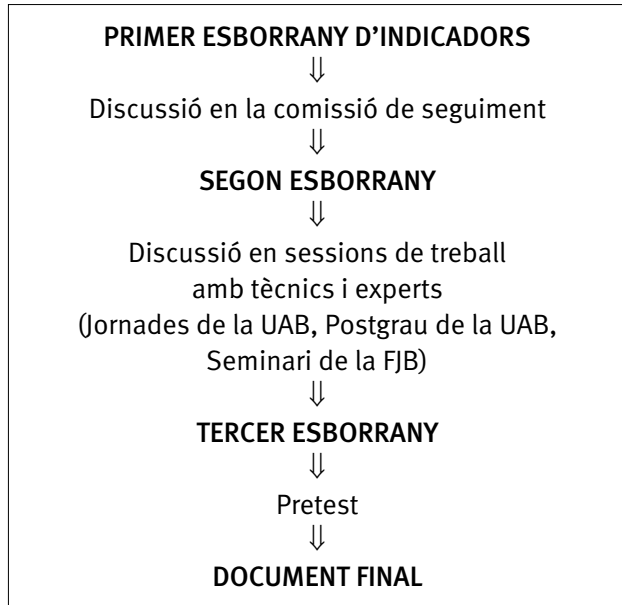 PRIMER ESBORRANY D’INDICADORS
⇓
Discussió en la comissió de seguiment
⇓
SEGON ESBORRANY
⇓
Discussió en sessions de treball
amb tècnics i experts
(Jornades de la UAB, Postgrau de la UAB,
Seminari de la FJB)
⇓
TERCER ESBORRANY
⇓
Pretest
⇓
DOCUMENT FINAL